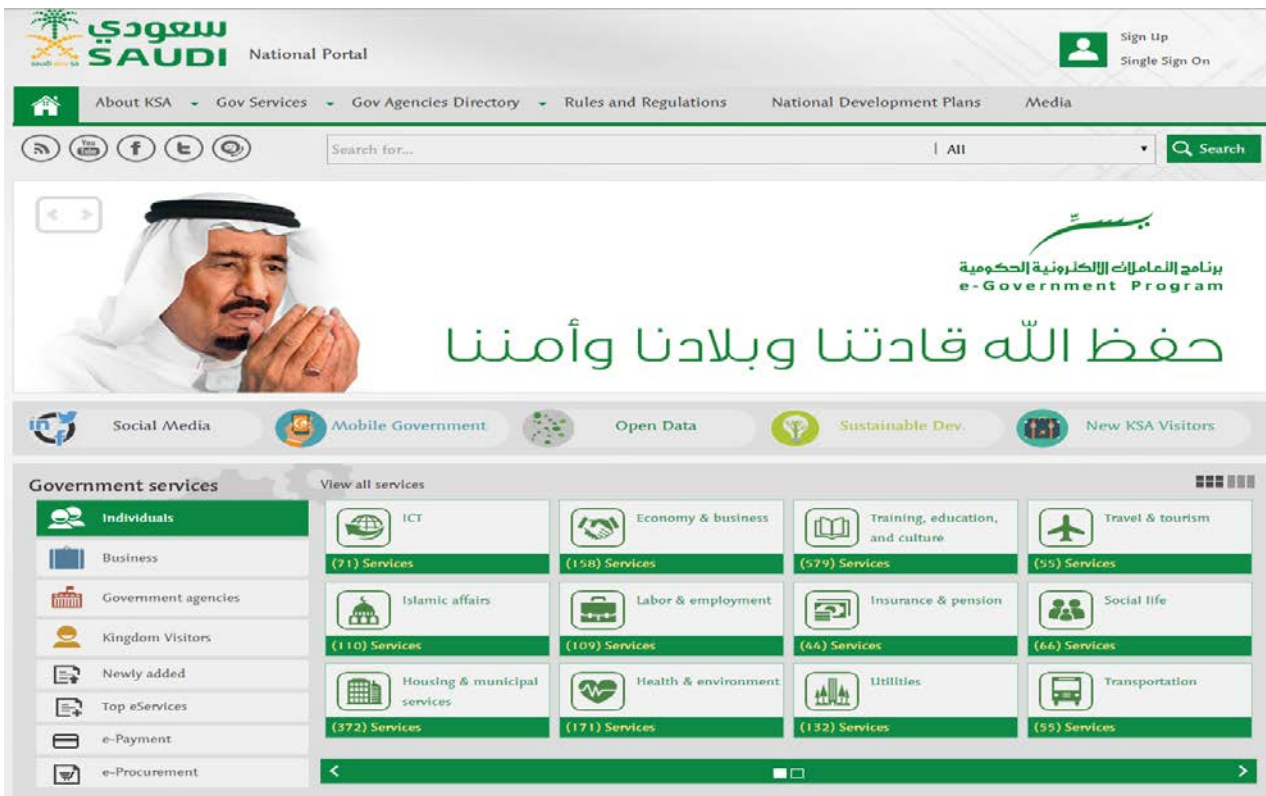 سعودي
SAUDI
National Portal
Sign Up
Single Sign On
About KSA
Gov Services
Gov Agencies Directory
Rules and Regulations
National Development Plans
Media
You Tube
Search for...
| All
Search
يسر
برنامج التعاملات الإلكترونية الحكومية
e-Government Program
حفظ الله قادتنا وبلادنا وأمننا
Social Media
Mobile Government
Open Data
Sustainable Dev.
New KSA Visitors
Government services
Individuals
Business
Government agencies
Kingdom Visitors
Newly added
Top eServices
e-Payment
e-Procurement
View all services
ICT
(71) Services
Economy & business
(158) Services
Training, education,
and culture
(579) Services
Travel & tourism
(55) Services
Islamic affairs
(110) Services
Labor & employment
(109) Services
Insurance & pension
(44) Services
Social life
(66) Services
Housing & municipal
services
(372) Services
Health & environment
(171) Services
Utilities
(132) Services
Transportation
(55) Services